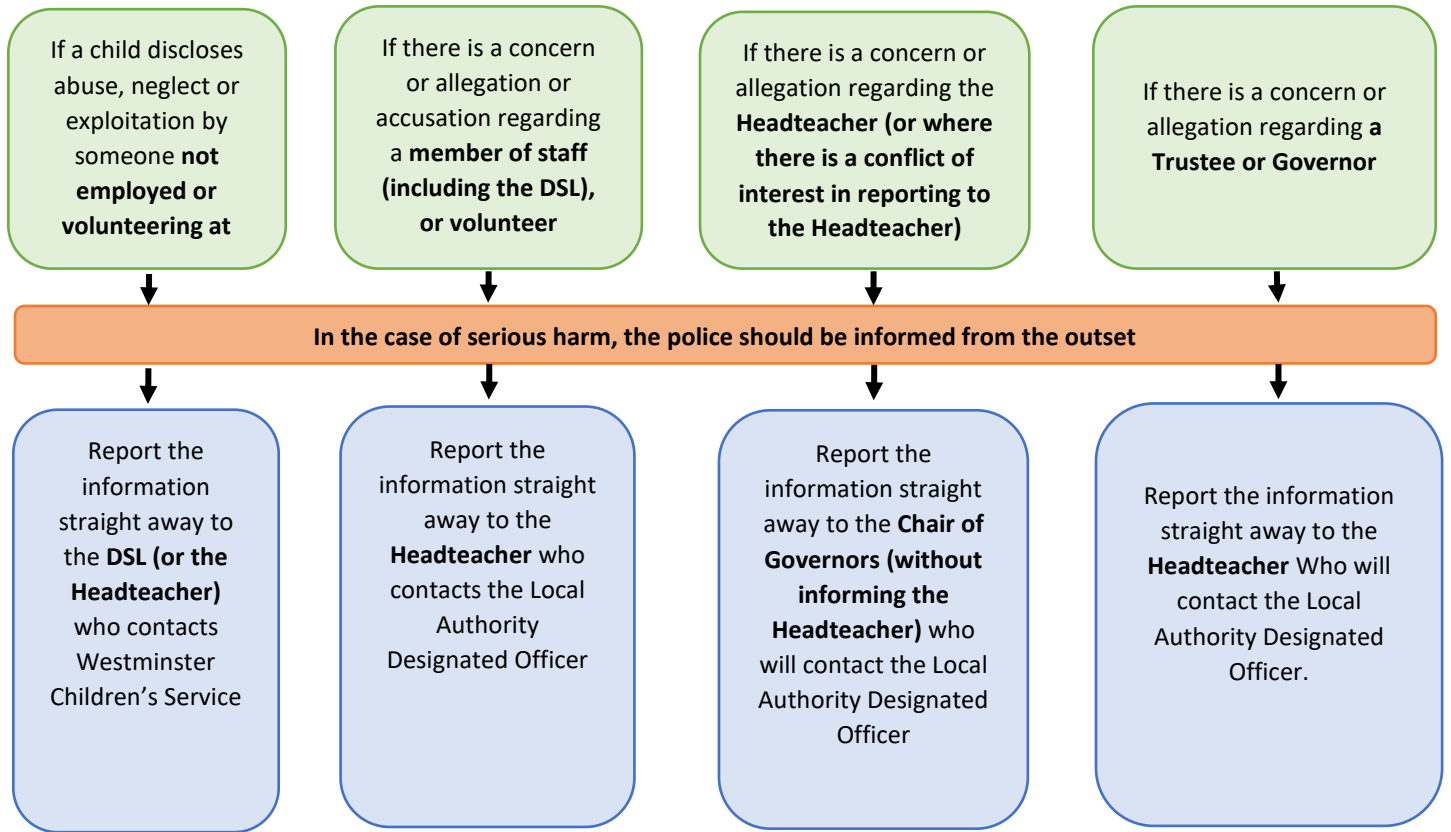 If a child discloses
abuse, neglect or
exploitation by
someone not
employed or
volunteering at
If there is a concern
or allegation or
accusation regarding
a member of staff
(including the DSL),
or volunteer
If there is a concern or
allegation regarding the
Headteacher (or where
there is a conflict of
interest in reporting to
the Headteacher)
If there is a concern or
allegation regarding a
Trustee or Governor
In the case of serious harm, the police should be informed from the outset
Report the
information
straight away to
the DSL (or the
Headteacher)
who contacts
Westminster
Children’s Service
Report the
information straight
away to the
Headteacher who
contacts the Local
Authority
Designated Officer
Report the
information straight
away to the Chair of
Governors (without
informing the
Headteacher) who
will contact the Local
Authority Designated
Officer
Report the information
straight away to the
Headteacher Who will
contact the Local
Authority Designated
Officer.